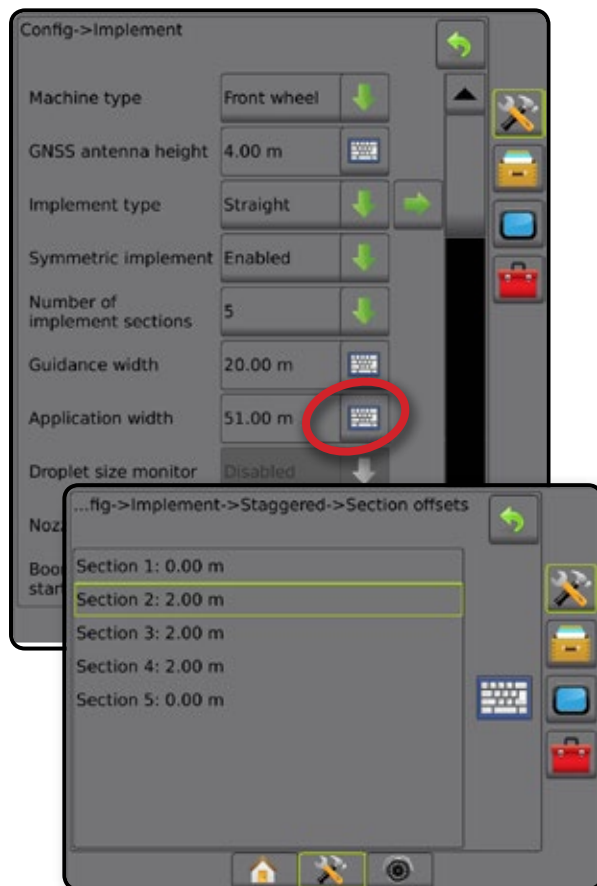 Config->Implement
Machine type Front wheel
GNSS antenna height 4.00 m
Implement type Straight
Symmetric implement Enabled
Number of
implement sections 5
Guidance width 20.00 m
Application width 51.00 m
Droplet size monitor Disabled
...fig->Implement->Staggered->Section offsets
Section 1: 0.00 m
Section 2: 2.00 m
Section 3: 2.00 m
Section 4: 2.00 m
Section 5: 0.00 m